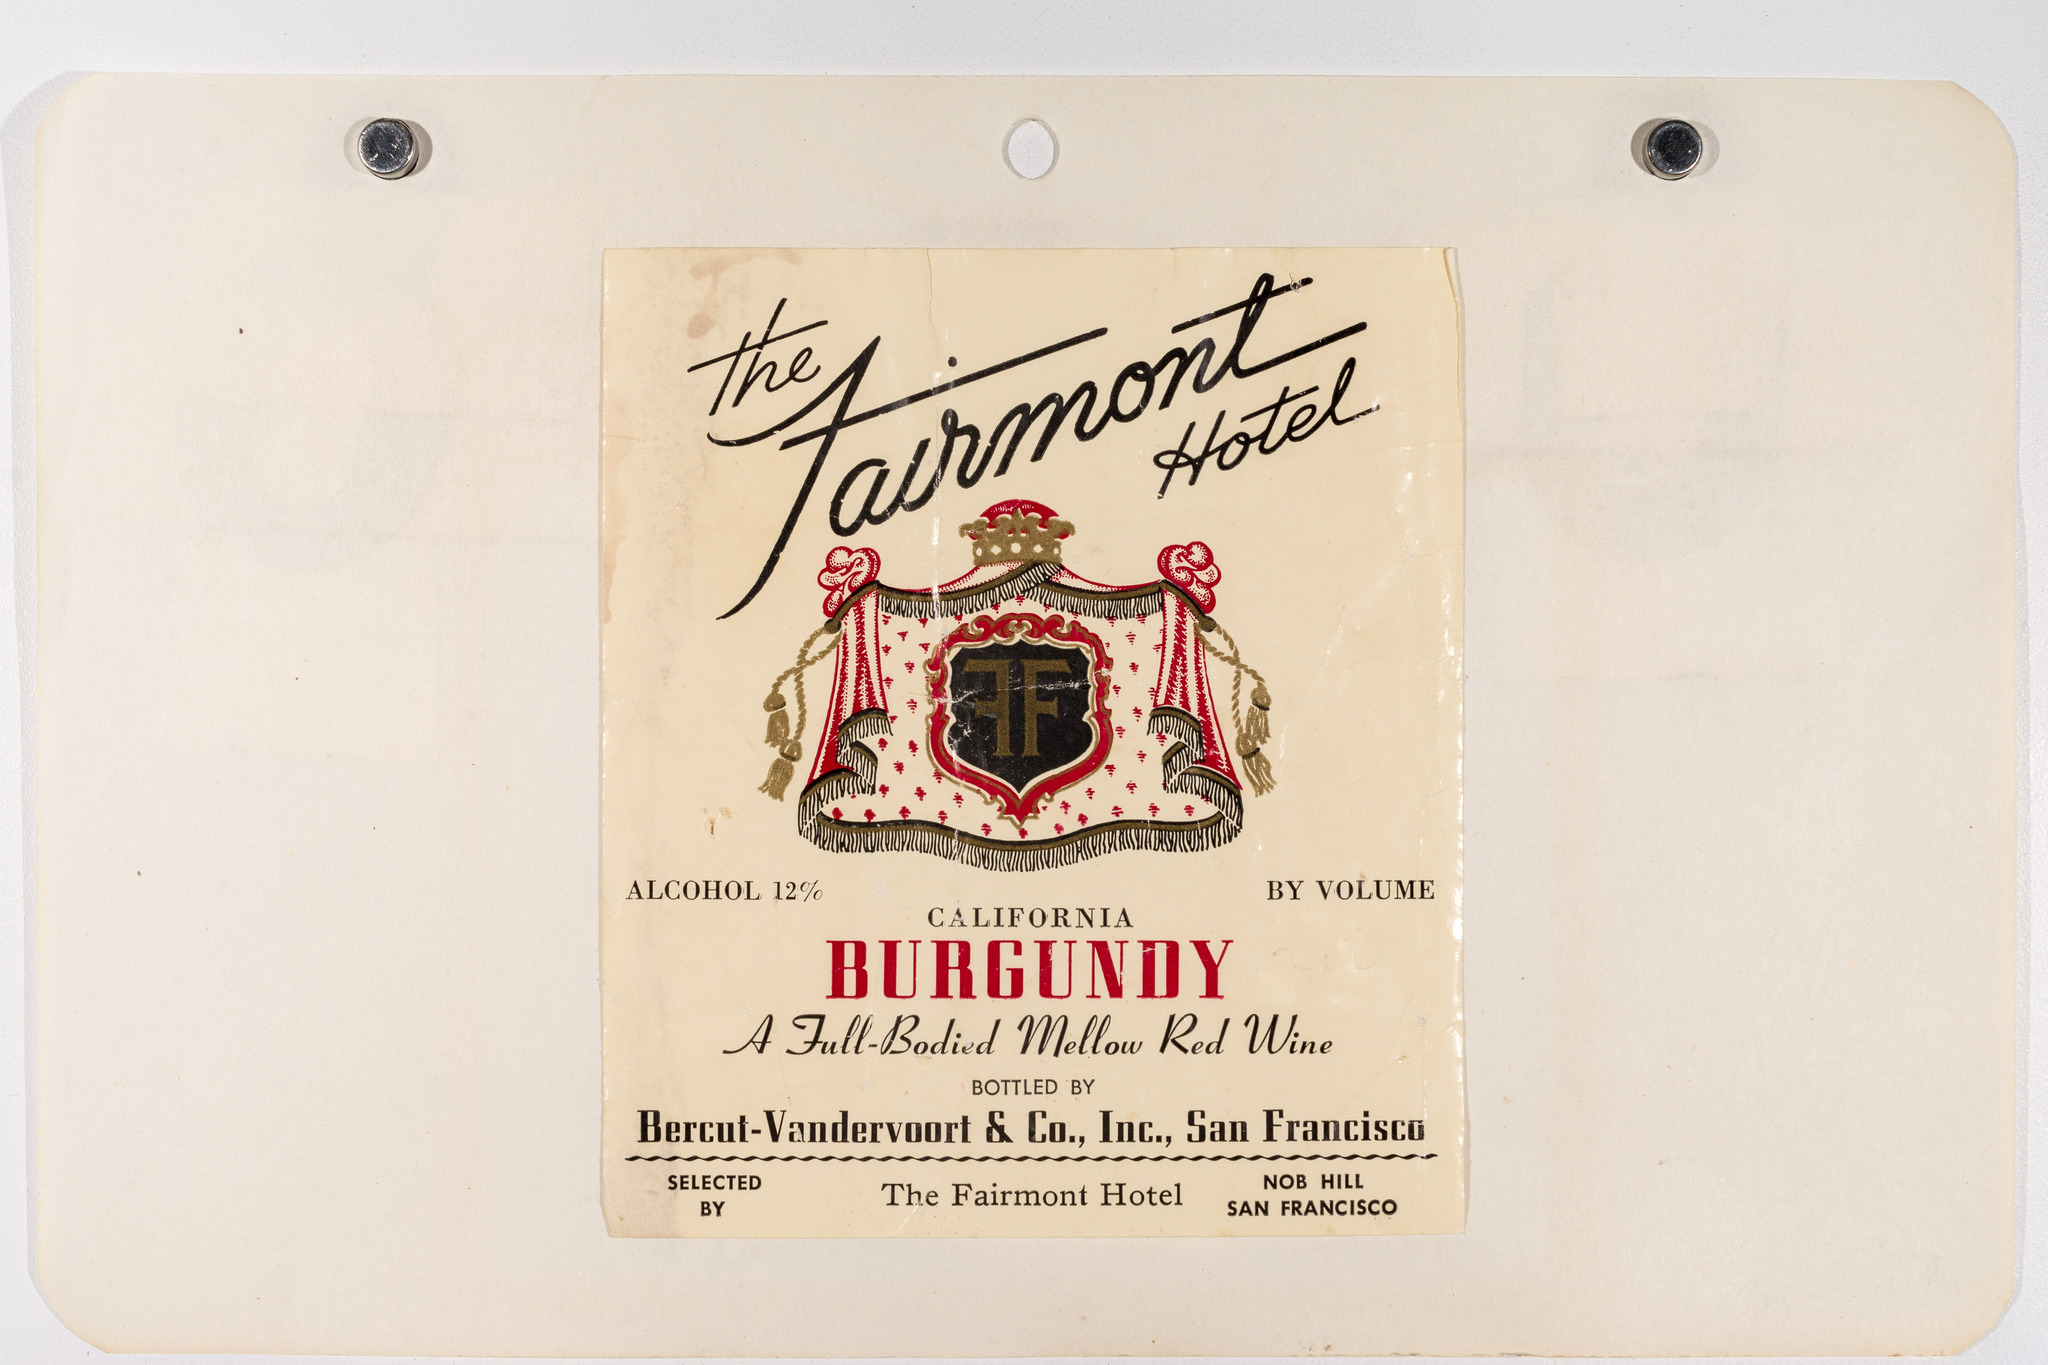 The
Fairmont
Hotel
FF
ALCOHOL 12% BY VOLUME
CALIFORNIA
BURGUNDY
A Full-Bodied Mellow Red Wine
BOTTLED BY
Bercut-Vandervoort & Co., Inc., San Francisco
SELECTED BY
The Fairmont Hotel
NOB HILL
SAN FRANCISCO